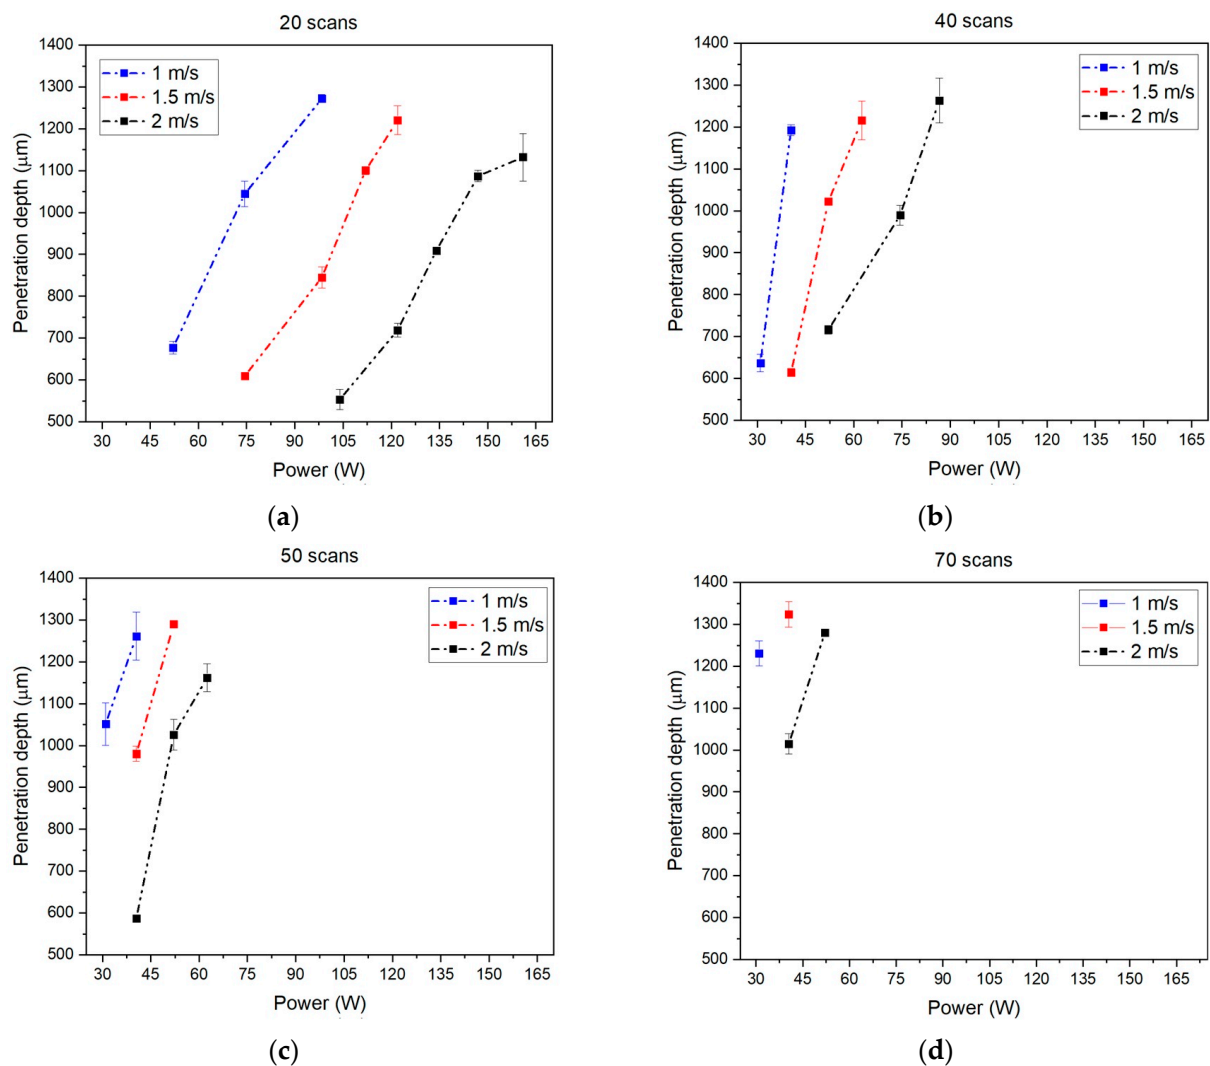 20 scans
1400
1300
1200
1100
1000
900
800
700
600
500
Penetration depth (μm)
1 m/s
1.5 m/s
2 m/s
30 45 60 75 90 105 120 135 150 165
Power (W)
(a)
40 scans
1400
1300
1200
1100
1000
900
800
700
600
500
Penetration depth (μm)
1 m/s
1.5 m/s
2 m/s
30 45 60 75 90 105 120 135 150 165
Power (W)
(b)
50 scans
1400
1300
1200
1100
1000
900
800
700
600
500
Penetration depth (μm)
1 m/s
1.5 m/s
2 m/s
30 45 60 75 90 105 120 135 150 165
Power (W)
(c)
70 scans
1400
1300
1200
1100
1000
900
800
700
600
500
Penetration depth (μm)
1 m/s
1.5 m/s
2 m/s
30 45 60 75 90 105 120 135 150 165
Power (W)
(d)